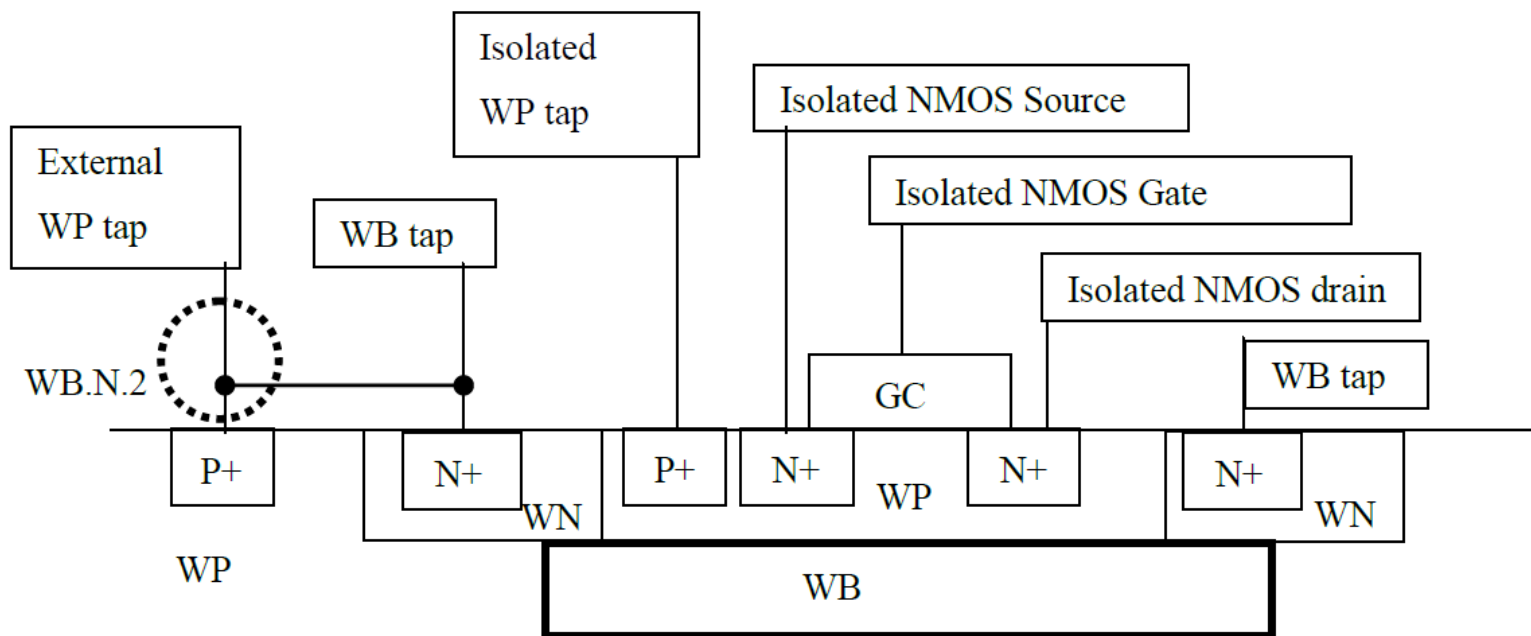 Isolated
WP tap
Isolated NMOS Source
External
WP tap
Isolated NMOS Gate
WB tap
Isolated NMOS drain
WB.N.2
GC
WB tap
P+
N+
P+
N+
WP
N+
N+
WN
WN
WP
WB